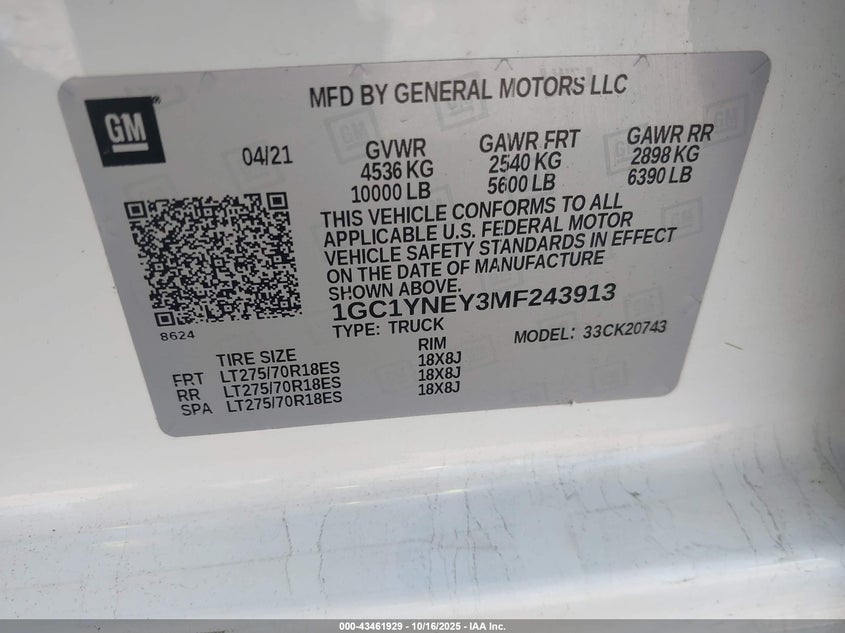 MFD BY GENERAL MOTORS LLC
GM
®
04/21
GVWR
4536 KG
10000 LB
GAWR FRT
2540 KG
5600 LB
GAWR RR
2898 KG
6390 LB
THIS VEHICLE CONFORMS TO ALL
APPLICABLE U.S. FEDERAL MOTOR
VEHICLE SAFETY STANDARDS IN EFFECT
ON THE DATE OF MANUFACTURE
SHOWN ABOVE.
1GC1YNEY3MF243913
8624
TYPE: TRUCK
MODEL: 33CK20743
TIRE SIZE RIM
FRT LT275/70R18ES 18X8J
RR LT275/70R18ES 18X8J
SPA LT275/70R18ES 18X8J
000-43461929 - 10/16/2025 - IAA Inc.